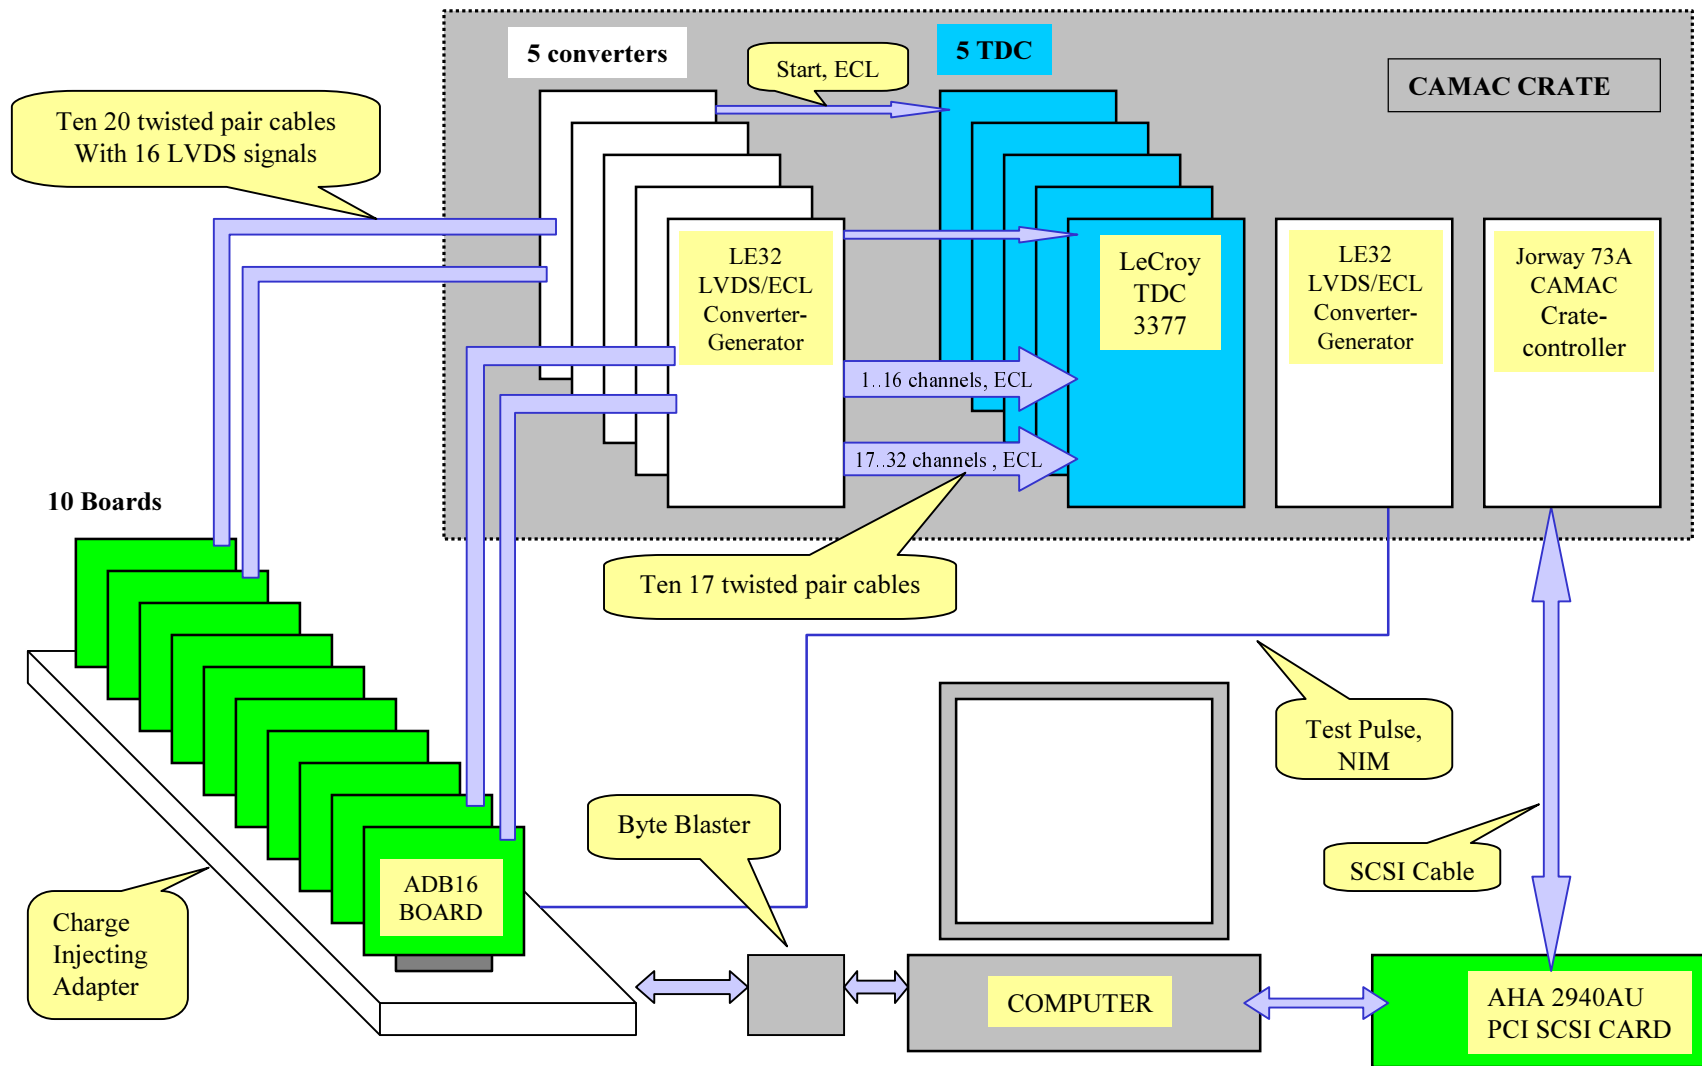 5 converters
5 TDC
Start, ECL
CAMAC CRATE
Ten 20 twisted pair cables
With 16 LVDS signals
LE32
LVDS/ECL
Converter-
Generator
LeCroy
TDC
3377
LE32
LVDS/ECL
Converter-
Generator
Jorway 73A
CAMAC
Crate-
controller
1..16 channels, ECL
17..32 channels , ECL
10 Boards
Ten 17 twisted pair cables
Test Pulse,
NIM
Byte Blaster
SCSI Cable
ADB16
BOARD
Charge
Injecting
Adapter
COMPUTER
AHA 2940AU
PCI SCSI CARD